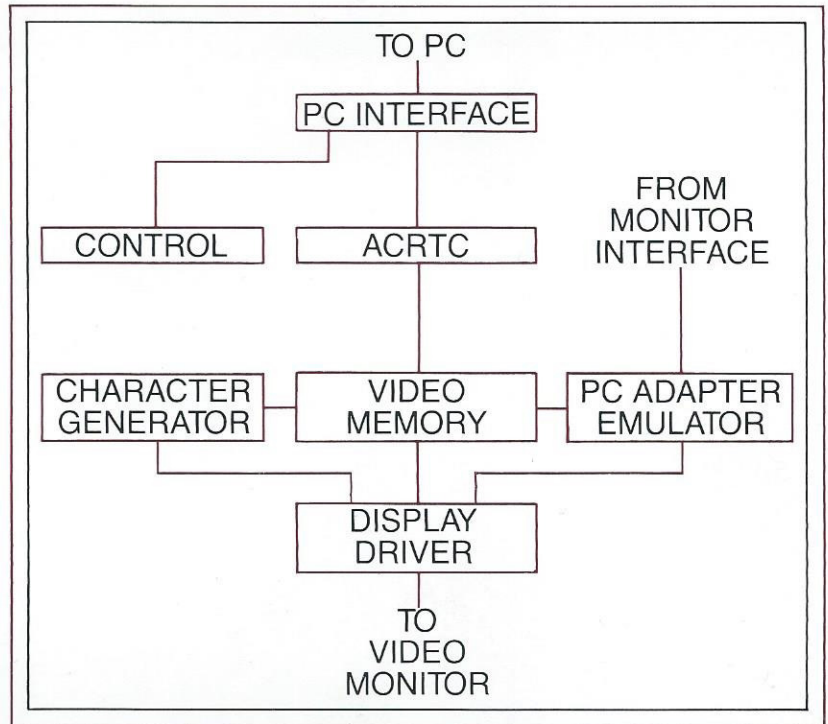 TO PC
PC INTERFACE
FROM
MONITOR
INTERFACE
CONTROL
ACRTC
CHARACTER
GENERATOR
VIDEO
MEMORY
PC ADAPTER
EMULATOR
DISPLAY
DRIVER
TO
VIDEO
MONITOR